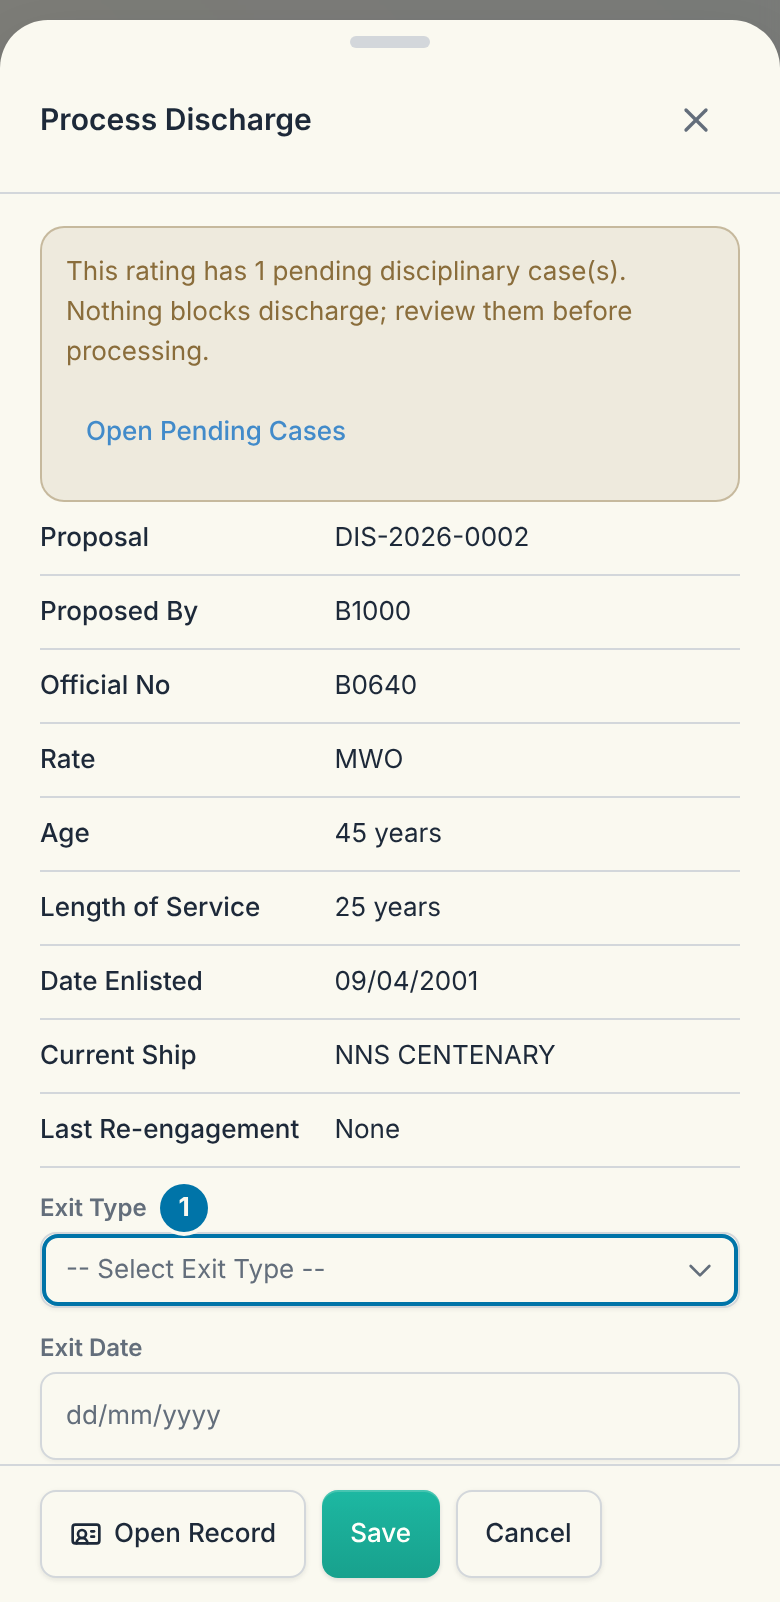 Process Discharge
This rating has 1 pending disciplinary case(s).
Nothing blocks discharge; review them before
processing.
Open Pending Cases
Proposal DIS-2026-0002
Proposed By B1000
Official No B0640
Rate MWO
Age 45 years
Length of Service 25 years
Date Enlisted 09/04/2001
Current Ship NNS CENTENARY
Last Re-engagement None
Exit Type 1
-- Select Exit Type --
Exit Date
dd/mm/yyyy
Open Record Save Cancel